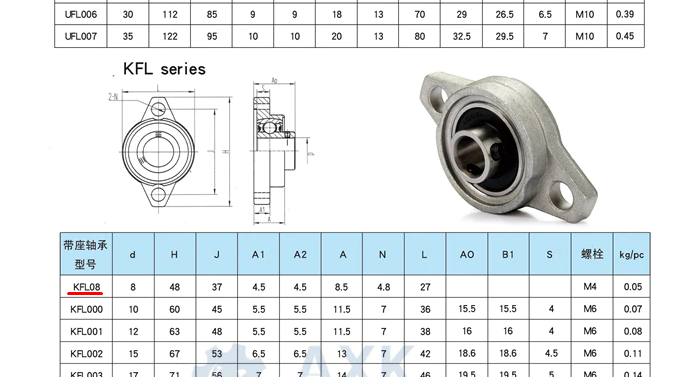 UFL006 30 112 85 9 9 18 13 70 29 26.5 6.5 M10 0.39
UFL007 35 122 95 10 10 20 13 80 32.5 29.5 7 M10 0.45
KFL series
L
2-N
J
H
A2
S
D
A1
A
带座轴承型号 d H J A1 A2 A N L AO B1 S 螺栓 kg/pc
KFL08 8 48 37 4.5 4.5 8.5 4.8 27 M4 0.05
KFL000 10 60 45 5.5 5.5 11.5 7 36 15.5 15.5 4 M6 0.07
KFL001 12 63 48 5.5 5.5 11.5 7 38 16 16 4 M6 0.08
KFL002 15 67 53 6.5 6.5 13 7 42 18.6 18.6 4.5 M6 0.11
KFL003 17 71 56 7 7 14 7 46 19.5 19.5 5 M6 0.14
AXK